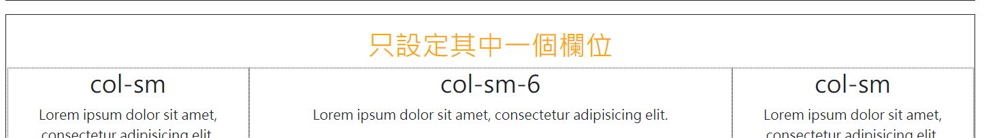 只設定其中一個欄位
col-sm
Lorem ipsum dolor sit amet,
consectetur adipisicing elit.
col-sm-6
Lorem ipsum dolor sit amet, consectetur adipisicing elit.
col-sm
Lorem ipsum dolor sit amet,
consectetur adipisicing elit.